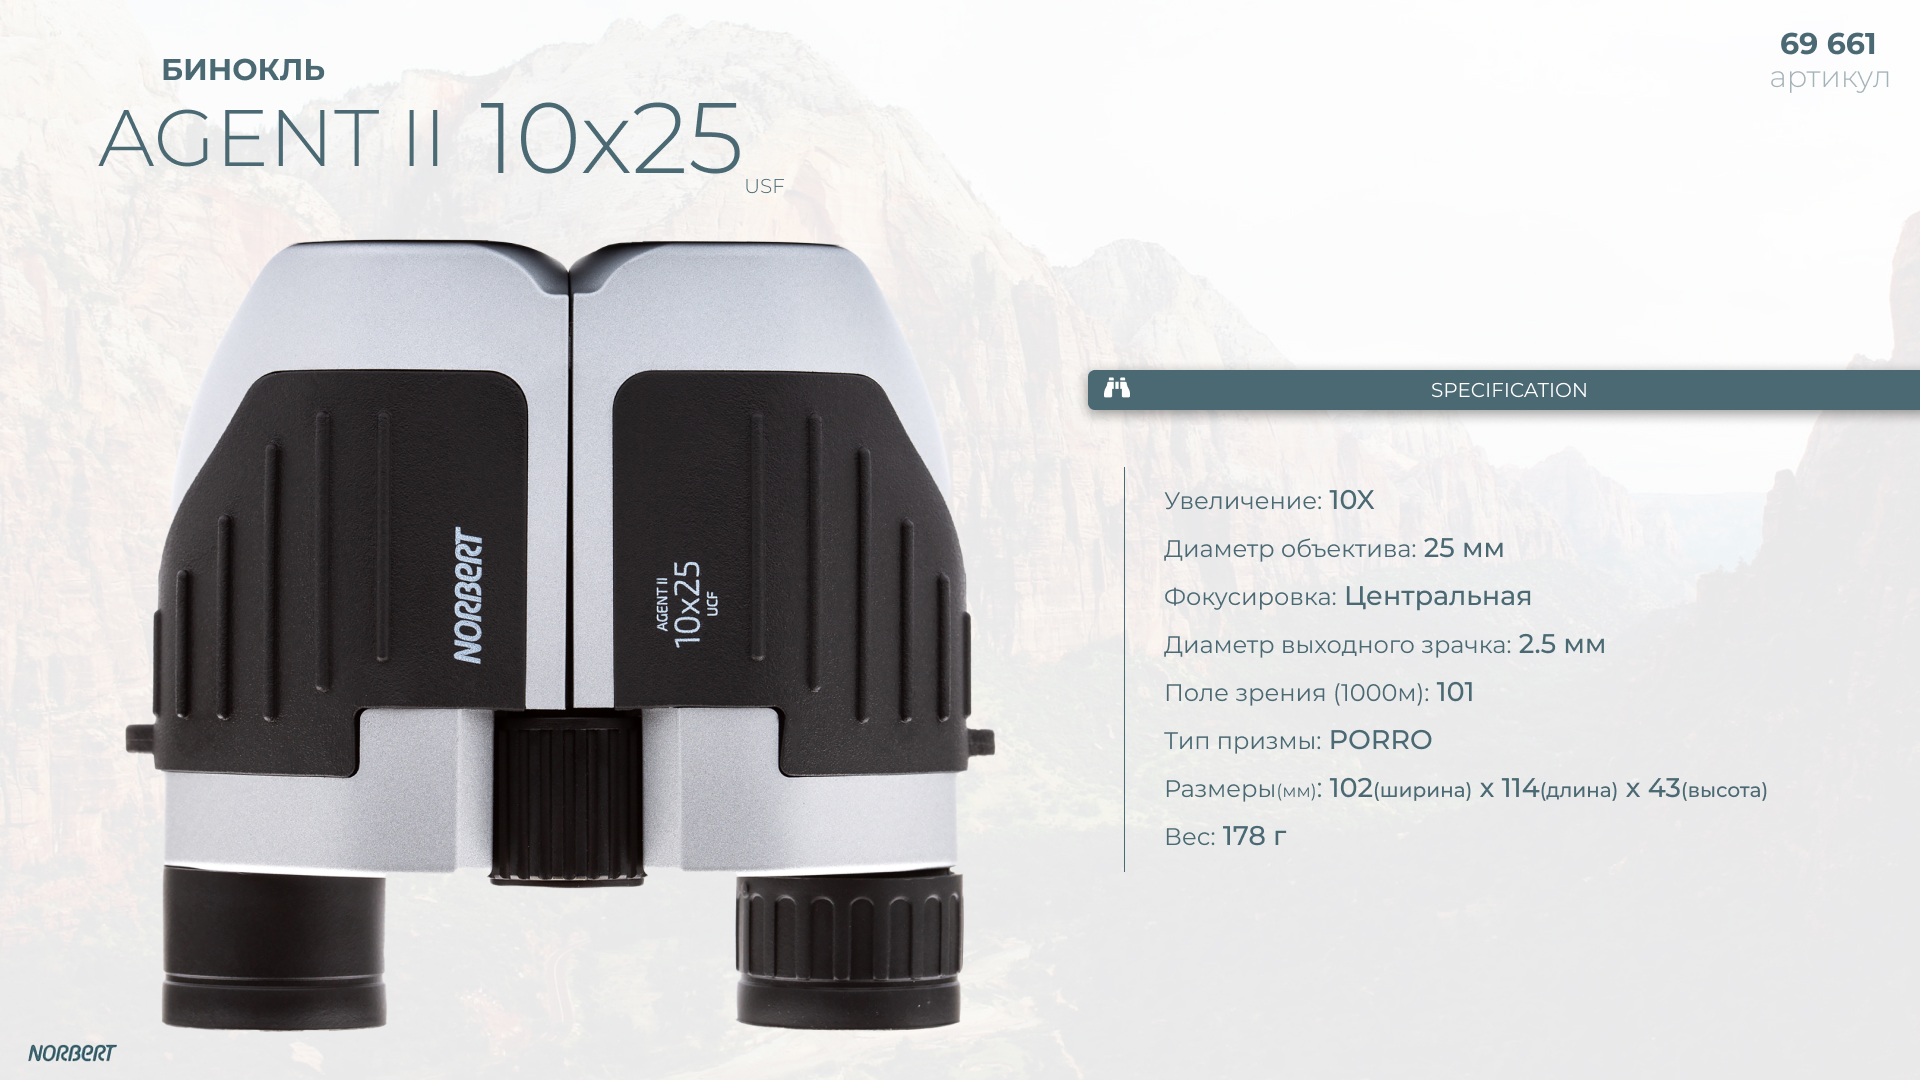 БИНОКЛЬ
AGENT II 10x25
USF
69 661
артикул
NORBERT
AGENT II
10x25
UCF
SPECIFICATION
Увеличение: 10X
Диаметр объектива: 25 мм
Фокусировка: Центральная
Диаметр выходного зрачка: 2.5 мм
Поле зрения (1000м): 101
Тип призмы: PORRO
Размеры(мм): 102(ширина) x 114(длина) x 43(высота)
Вес: 178 г
NORBERT